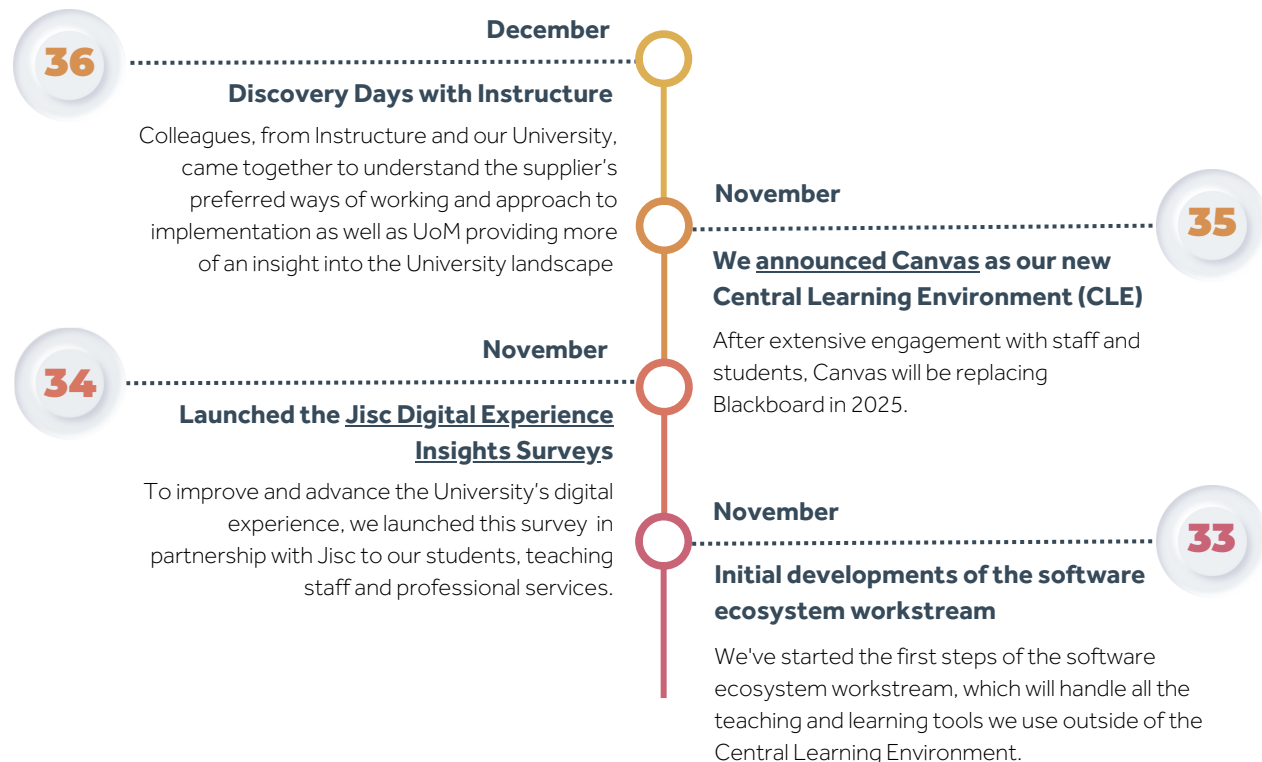 36
December
Discovery Days with Instructure
Colleagues, from Instructure and our University,
came together to understand the supplier's
preferred ways of working and approach to
implementation as well as UoM providing more
of an insight into the University landscape
35
November
We announced Canvas as our new
Central Learning Environment (CLE)
After extensive engagement with staff and
students, Canvas will be replacing
Blackboard in 2025.
34
November
Launched the Jisc Digital Experience
Insights Surveys
To improve and advance the University's digital
experience, we launched this survey in
partnership with Jisc to our students, teaching
staff and professional services.
33
November
Initial developments of the software
ecosystem workstream
We've started the first steps of the software
ecosystem workstream, which will handle all the
teaching and learning tools we use outside of the
Central Learning Environment.